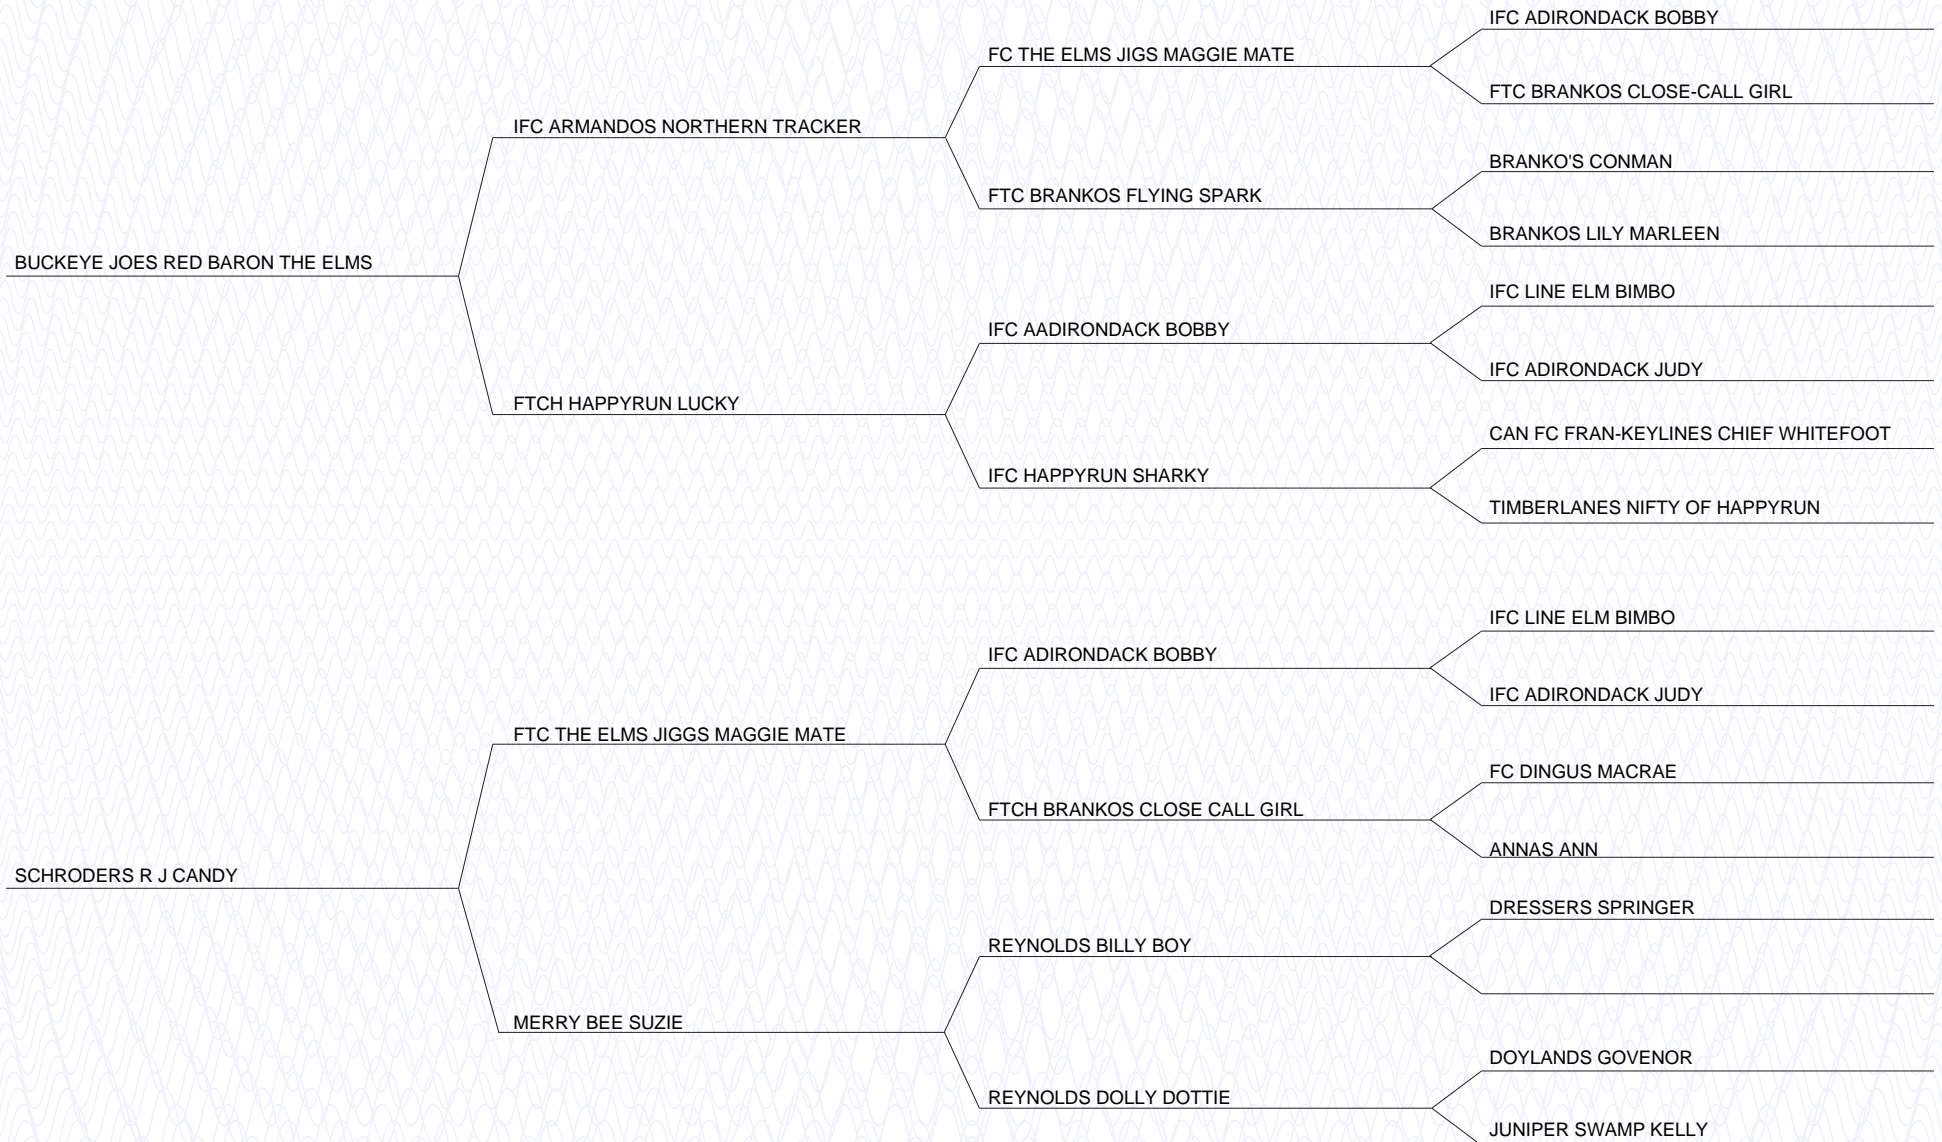 IFC ADIRONDACK BOBBY
FC THE ELMS JIGS MAGGIE MATE
FTC BRANKOS CLOSE-CALL GIRL
IFC ARMANDOS NORTHERN TRACKER
BRANKO'S CONMAN
FTC BRANKOS FLYING SPARK
BRANKOS LILY MARLEEN
BUCKEYE JOES RED BARON THE ELMS
IFC LINE ELM BIMBO
IFC AADIRONDACK BOBBY
IFC ADIRONDACK JUDY
FTCH HAPPYRUN LUCKY
CAN FC FRAN-KEYLINES CHIEF WHITEFOOT
IFC HAPPYRUN SHARKY
TIMBERLANES NIFTY OF HAPPYRUN
IFC LINE ELM BIMBO
IFC ADIRONDACK BOBBY
IFC ADIRONDACK JUDY
FTC THE ELMS JIGGS MAGGIE MATE
FC DINGUS MACRAE
FTCH BRANKOS CLOSE CALL GIRL
ANNAS ANN
SCHRODERS R J CANDY
DRESSERS SPRINGER
REYNOLDS BILLY BOY
MERRY BEE SUZIE
DOYLANDS GOVENOR
REYNOLDS DOLLY DOTTIE
JUNIPER SWAMP KELLY